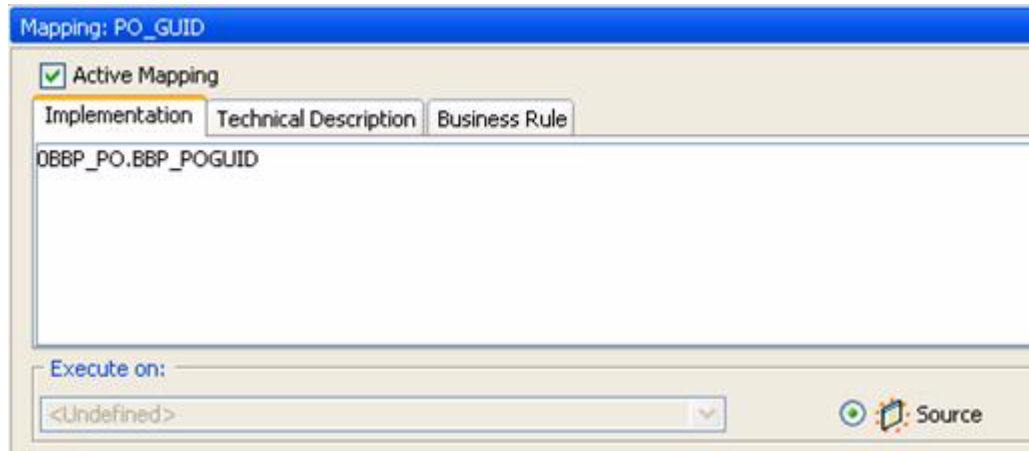 Mapping: PO_GUID
Active Mapping
Implementation Technical Description Business Rule
0BBP_PO.BBP_POGUID
Execute on:
<Undefined> Source